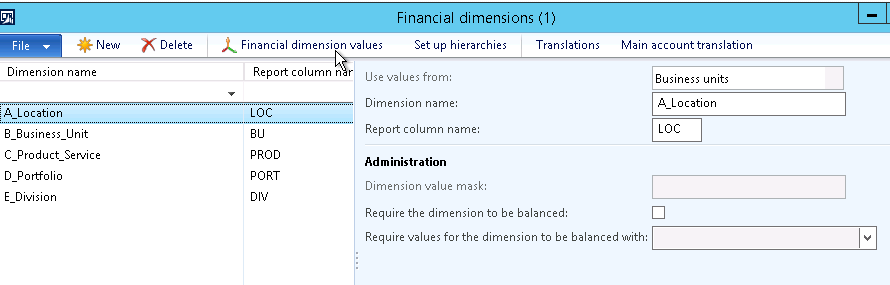 Financial dimensions (1)
File New Delete Financial dimension values Set up hierarchies Translations Main account translation
Dimension name Report column nar
A_Location LOC
B_Business_Unit BU
C_Product_Service PROD
D_Portfolio PORT
E_Division DIV
Use values from: Business units
Dimension name: A_Location
Report column name: LOC
Administration
Dimension value mask:
Require the dimension to be balanced:
Require values for the dimension to be balanced with: